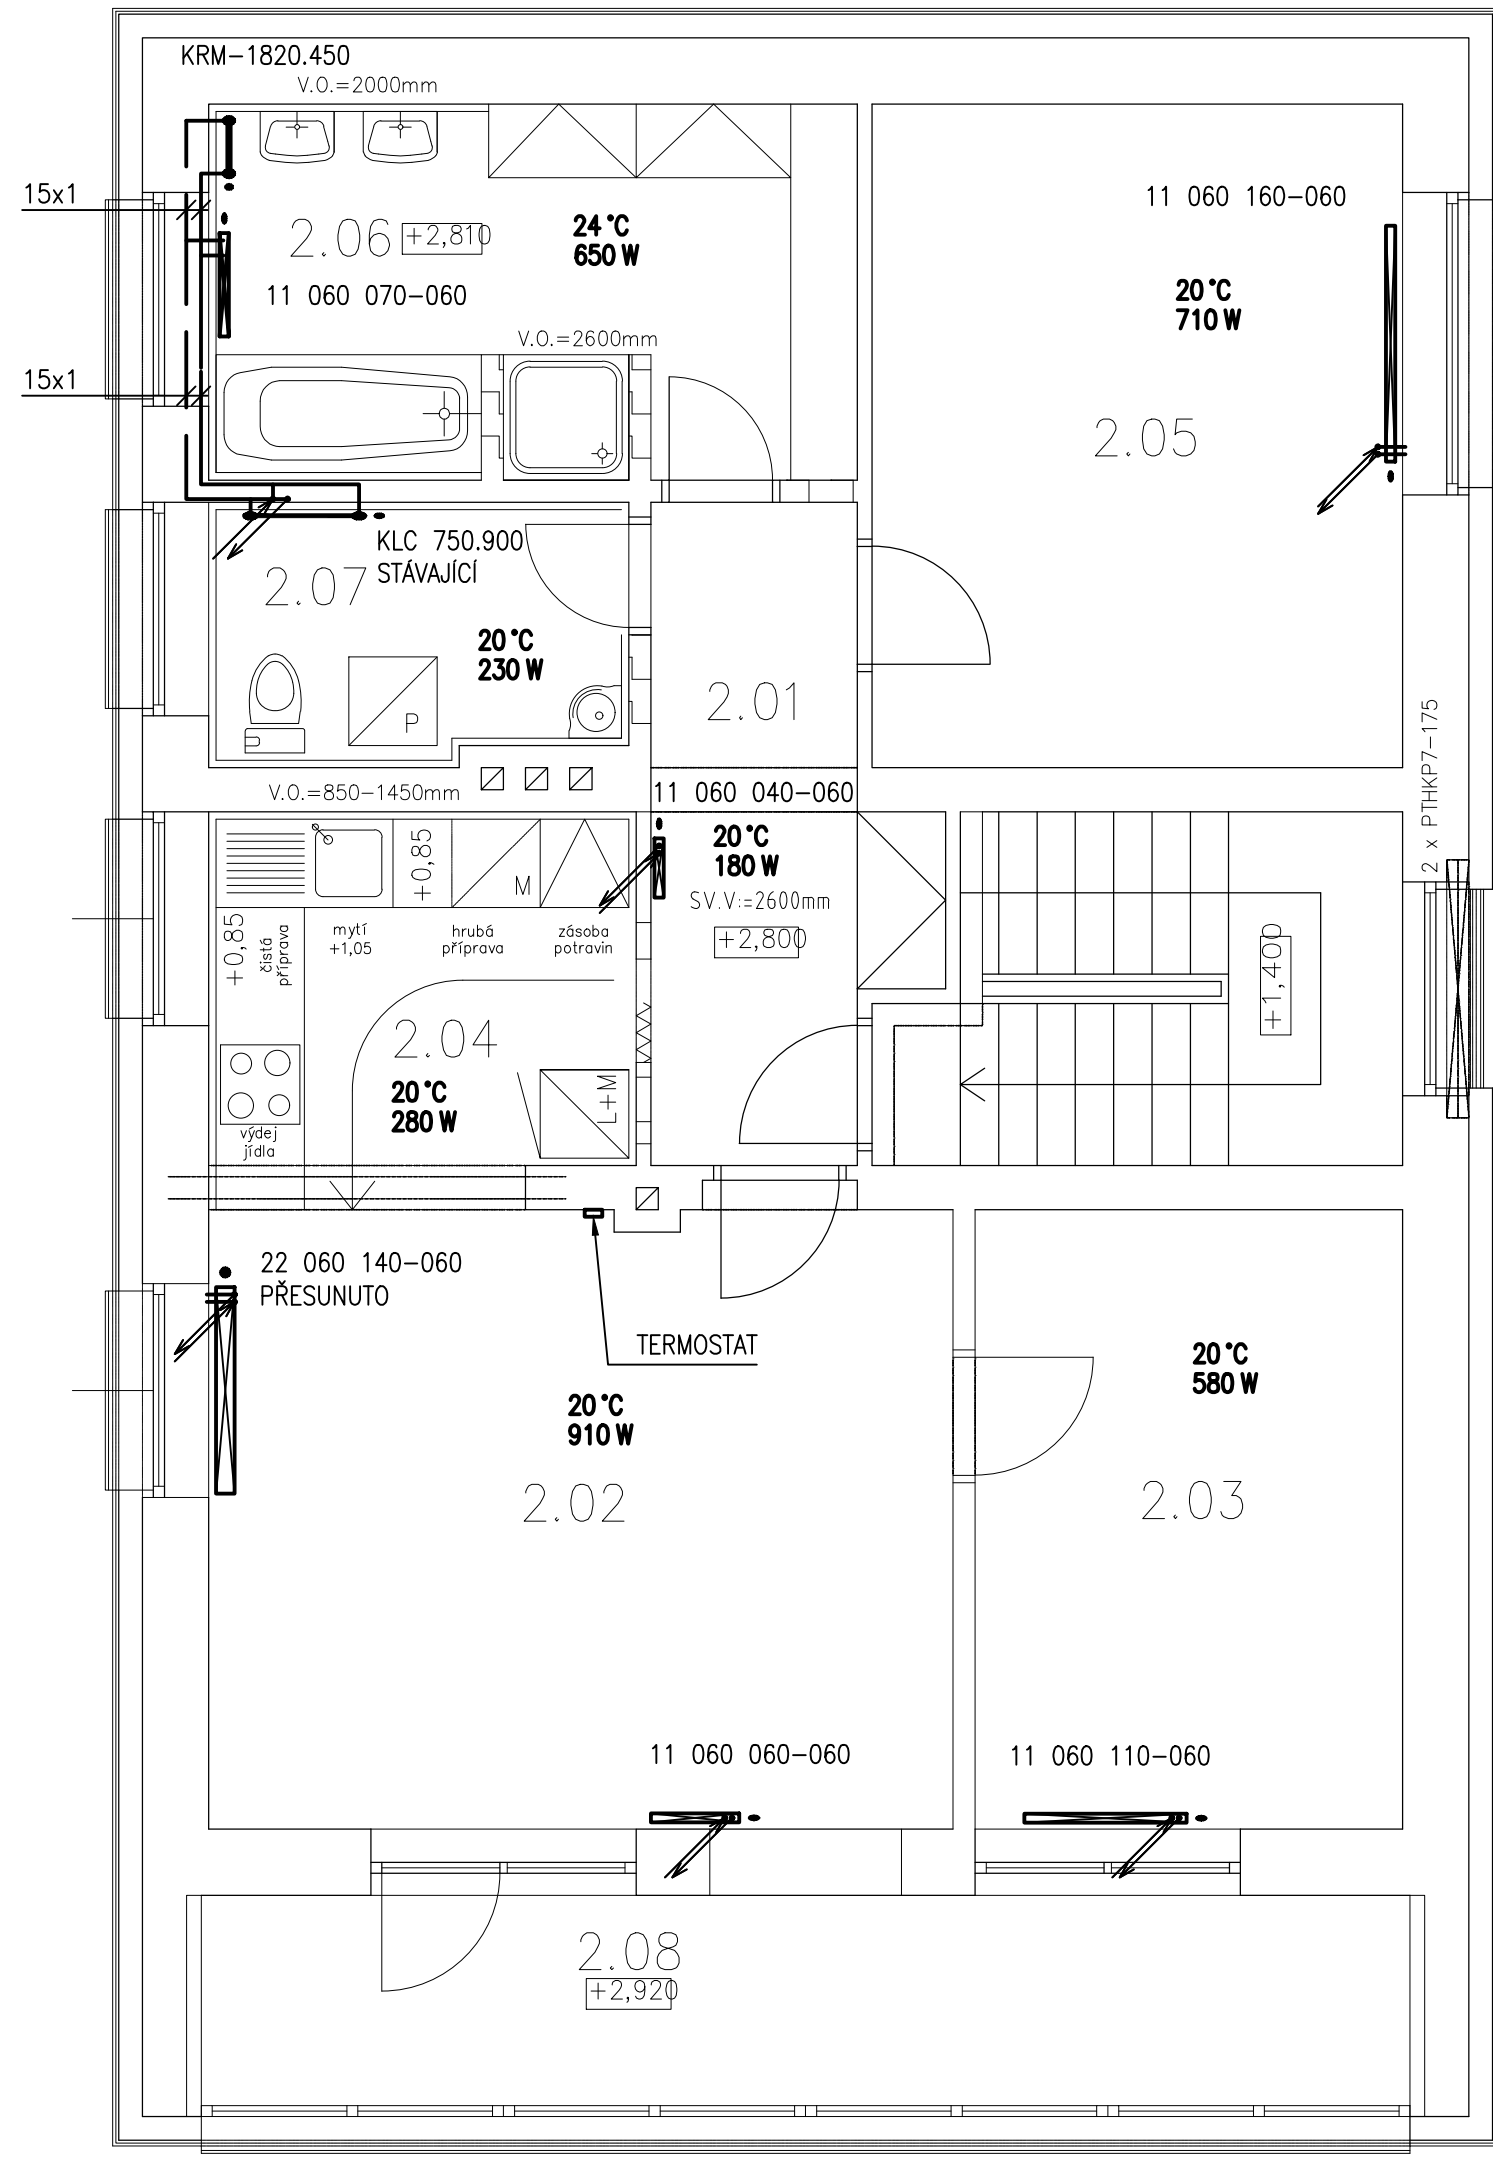 KRM-1820.450
V.O.=2000mm
15x1
2.06
+2,810
24°C
650 W
11 060 070-060
11 060 160-060
20°C
710 W
V.O.=2600mm
15x1
2.05
KLC 750.900
STÁVAJÍCÍ
2.07
20°C
230 W
P
2.01
V.O.=850-1450mm
11 060 040-060
2 x PTHKP7-175
+0,85
M
20°C
180 W
SV.V:=2600mm
+2,800
+0,85
čistá
příprava
mytí
+1,05
hrubá
příprava
zásoba
potravin
+1,400
2.04
20°C
280 W
L+M
výdej
jídla
22 060 140-060
PŘESUNUTO
TERMOSTAT
20°C
910 W
2.02
20°C
580 W
2.03
11 060 060-060
11 060 110-060
2.08
+2,920